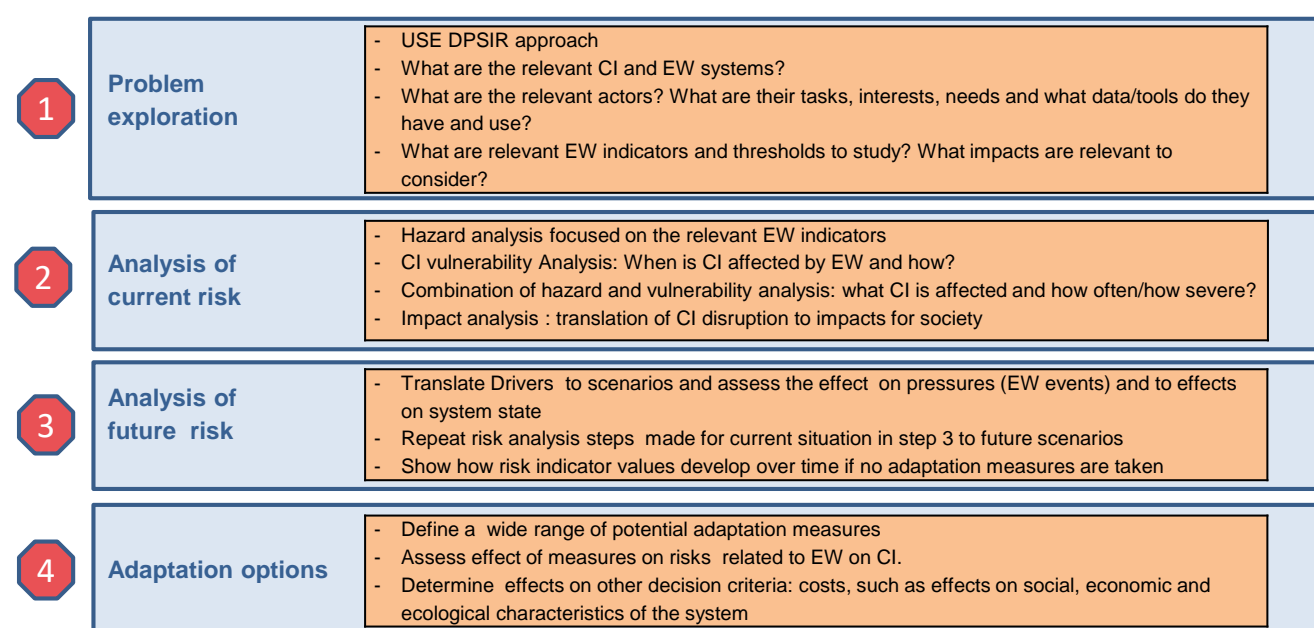 1
Problem
exploration
- USE DPSIR approach
- What are the relevant CI and EW systems?
- What are the relevant actors? What are their tasks, interests, needs and what data/tools do they
have and use?
- What are relevant EW indicators and thresholds to study? What impacts are relevant to
consider?
2
Analysis of
current risk
- Hazard analysis focused on the relevant EW indicators
- CI vulnerability Analysis: When is CI affected by EW and how?
- Combination of hazard and vulnerability analysis: what CI is affected and how often/how severe?
- Impact analysis : translation of CI disruption to impacts for society
3
Analysis of
future risk
- Translate Drivers to scenarios and assess the effect on pressures (EW events) and to effects
on system state
- Repeat risk analysis steps made for current situation in step 3 to future scenarios
- Show how risk indicator values develop over time if no adaptation measures are taken
4
Adaptation options
- Define a wide range of potential adaptation measures
- Assess effect of measures on risks related to EW on CI.
- Determine effects on other decision criteria: costs, such as effects on social, economic and
ecological characteristics of the system